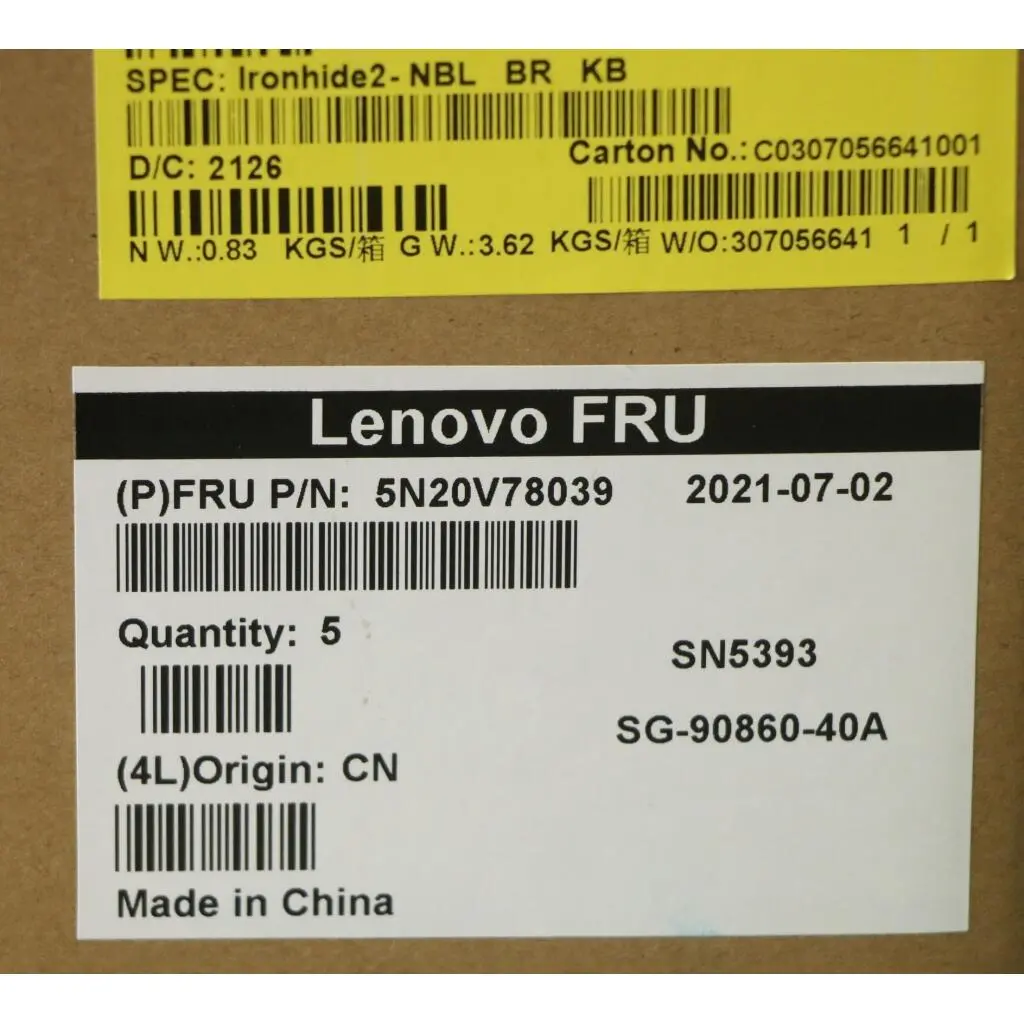 SPEC: Ironhide2-NBL BR KB
D/C: 2126
Carton No.: C0307056641001
N W.:0.83 KGS/箱 G W.:3.62 KGS/箱 W/O:307056641 1 / 1
Lenovo FRU
(P)FRU P/N: 5N20V78039 2021-07-02
Quantity: 5
SN5393
SG-90860-40A
(4L)Origin: CN
Made in China